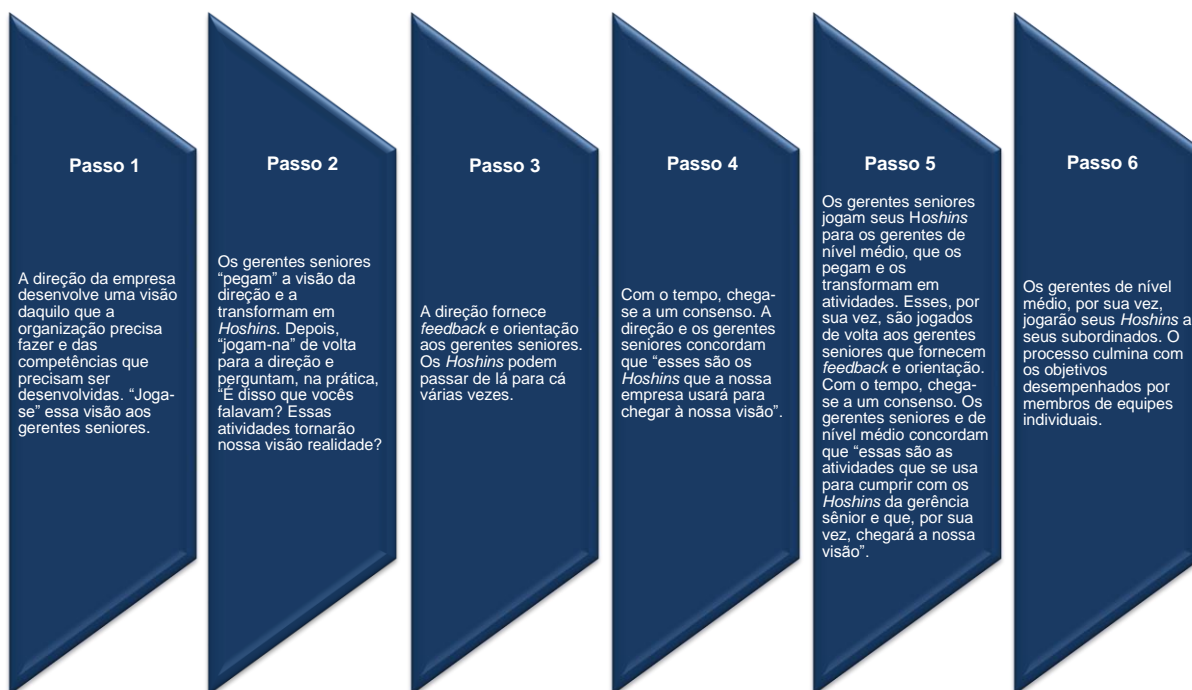 Passo 1
A direção da empresa
desenvolve uma visão
daquilo que a
organização precisa
fazer e das
competências que
precisam ser
desenvolvidas. “Joga-
se” essa visão aos
gerentes seniores.
Passo 2
Os gerentes seniores
“pegam” a visão da
direção e a
transformam em
Hoshins. Depois,
“jogam-na” de volta
para a direção e
perguntam, na prática,
“É disso que vocês
falavam? Essas
atividades tornarão
nossa visão realidade?
Passo 3
A direção fornece
feedback e orientação
aos gerentes seniores.
Os Hoshins podem
passar de lá para cá
várias vezes.
Passo 4
Com o tempo, chega-
se a um consenso. A
direção e os gerentes
seniores concordam
que “esses são os
Hoshins que a nossa
empresa usará para
chegar à nossa visão”.
Passo 5
Os gerentes seniores
jogam seus Hoshins
para os gerentes de
nível médio, que os
pegam e os
transformam em
atividades. Esses, por
sua vez, são jogados
de volta aos gerentes
seniores que fornecem
feedback e orientação.
Com o tempo, chega-
se a um consenso. Os
gerentes seniores e de
nível médio concordam
que “essas são as
atividades que se usa
para cumprir com os
Hoshins da gerência
sênior e que, por sua
vez, chegará a nossa
visão”.
Passo 6
Os gerentes de nível
médio, por sua vez,
jogarão seus Hoshins a
seus subordinados. O
processo culmina com
os objetivos
desempenhados por
membros de equipes
individuais.